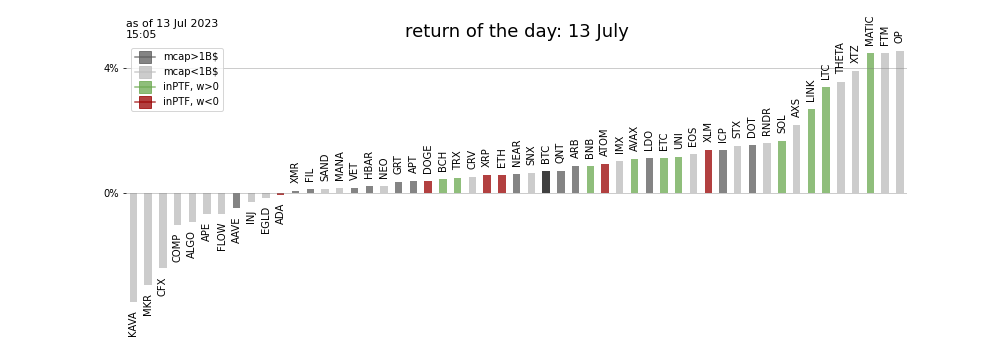 as of 13 Jul 2023
15:05
return of the day: 13 July
mcap>1B$
mcap<1B$
inPTF, w>0
inPTF, w<0
4%
0%
KAVA
MKR
CFX
COMP
ALGO
APE
FLOW
AAVE
INJ
EGLD
ADA
XMR
FIL
SAND
MANA
VET
HBAR
NEO
GRT
APT
DOGE
BCH
TRX
CRV
XRP
ETH
NEAR
SNX
BTC
QNT
ARB
BNB
ATOM
IMX
AVAX
LDO
ETC
UNI
EOS
XLM
ICP
STX
DOT
RNDR
SOL
AXS
LINK
LTC
THETA
XTZ
MATIC
FTM
OP